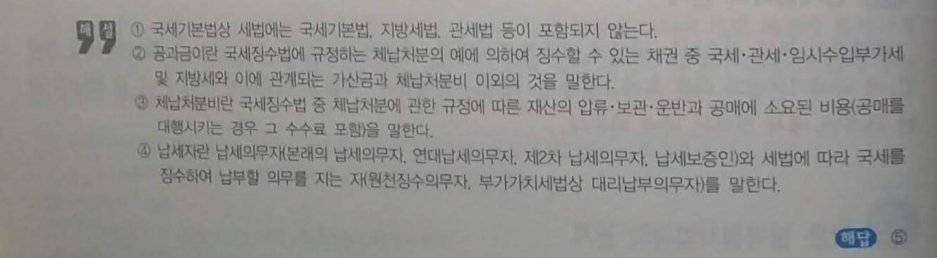 해설
① 국세기본법상 세법에는 국세기본법, 지방세법, 관세법 등이 포함되지 않는다.
② 공과금이란 국세징수법에 규정하는 체납처분의 예에 의하여 징수할 수 있는 채권 중 국세·관세·임시수입부가세
및 지방세와 이에 관계되는 가산금과 체납처분비 이외의 것을 말한다.
③ 체납처분비란 국세징수법 중 체납처분에 관한 규정에 따른 재산의 압류·보관·운반과 공매에 소요된 비용(공매를
대행시키는 경우 그 수수료 포함)을 말한다.
④ 납세자란 납세의무자(본래의 납세의무자, 연대납세의무자, 제2차 납세의무자, 납세보증인)와 세법에 따라 국세를
징수하여 납부할 의무를 지는 자(원천징수의무자, 부가가치세법상 대리납부의무자)를 말한다.
해답 ⑤